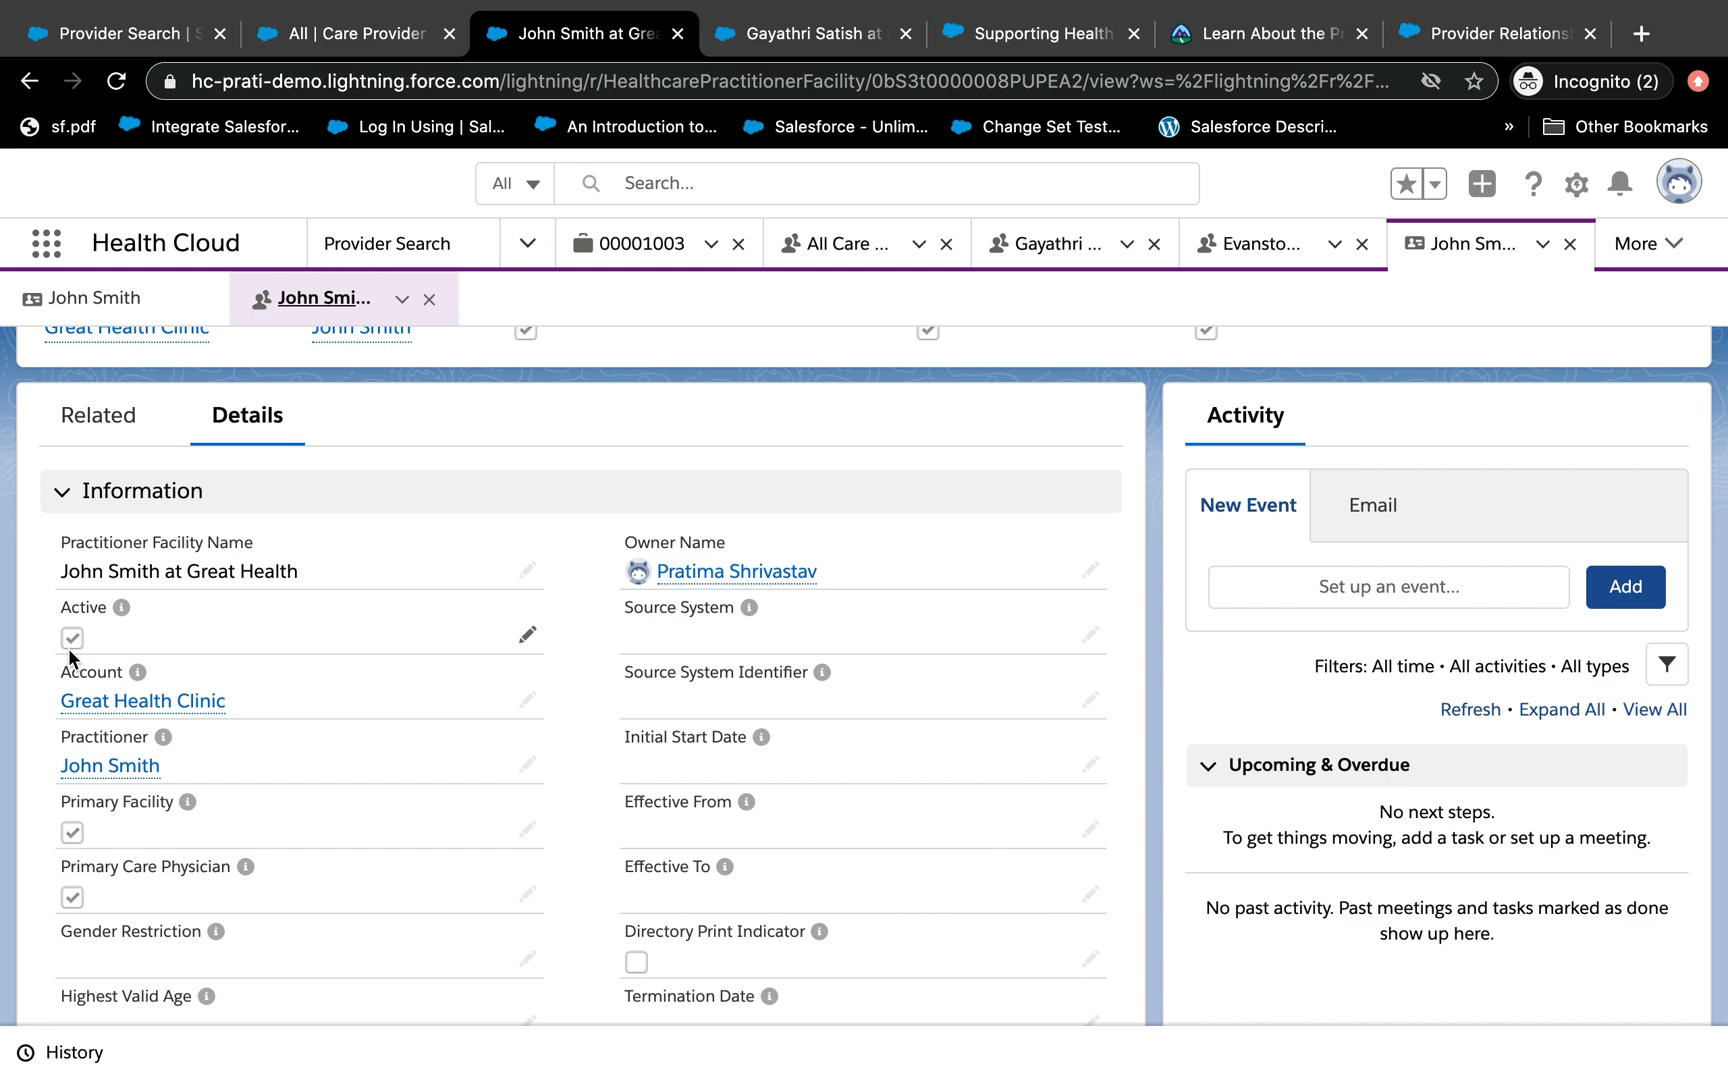 Provider Search | S
All | Care Provider
John Smith at Grea
Gayathri Satish at
Supporting Health
Learn About the Pr
Provider Relations
hc-prati-demo.lightning.force.com/lightning/r/HealthcarePractitionerFacility/0bS3t0000008PUPEA2/view?ws=%2Flightning%2Fr%2F...
Incognito (2)
sf.pdf
Integrate Salesfor...
Log In Using | Sal...
An Introduction to...
Salesforce - Unlim...
Change Set Test...
Salesforce Descri...
»
Other Bookmarks
All
Search...
Health Cloud
Provider Search
00001003
All Care ...
Gayathri ...
Evansto...
John Sm...
More
John Smith
John Smi...
Great Health Clinic
John Smith
Related
Details
Information
Practitioner Facility Name
John Smith at Great Health
Owner Name
Pratima Shrivastav
Active
Source System
Account
Great Health Clinic
Source System Identifier
Practitioner
John Smith
Initial Start Date
Primary Facility
Effective From
Primary Care Physician
Effective To
Gender Restriction
Directory Print Indicator
Highest Valid Age
Termination Date
Activity
New Event
Email
Set up an event...
Add
Filters: All time • All activities • All types
Refresh • Expand All • View All
Upcoming & Overdue
No next steps.
To get things moving, add a task or set up a meeting.
No past activity. Past meetings and tasks marked as done
show up here.
History